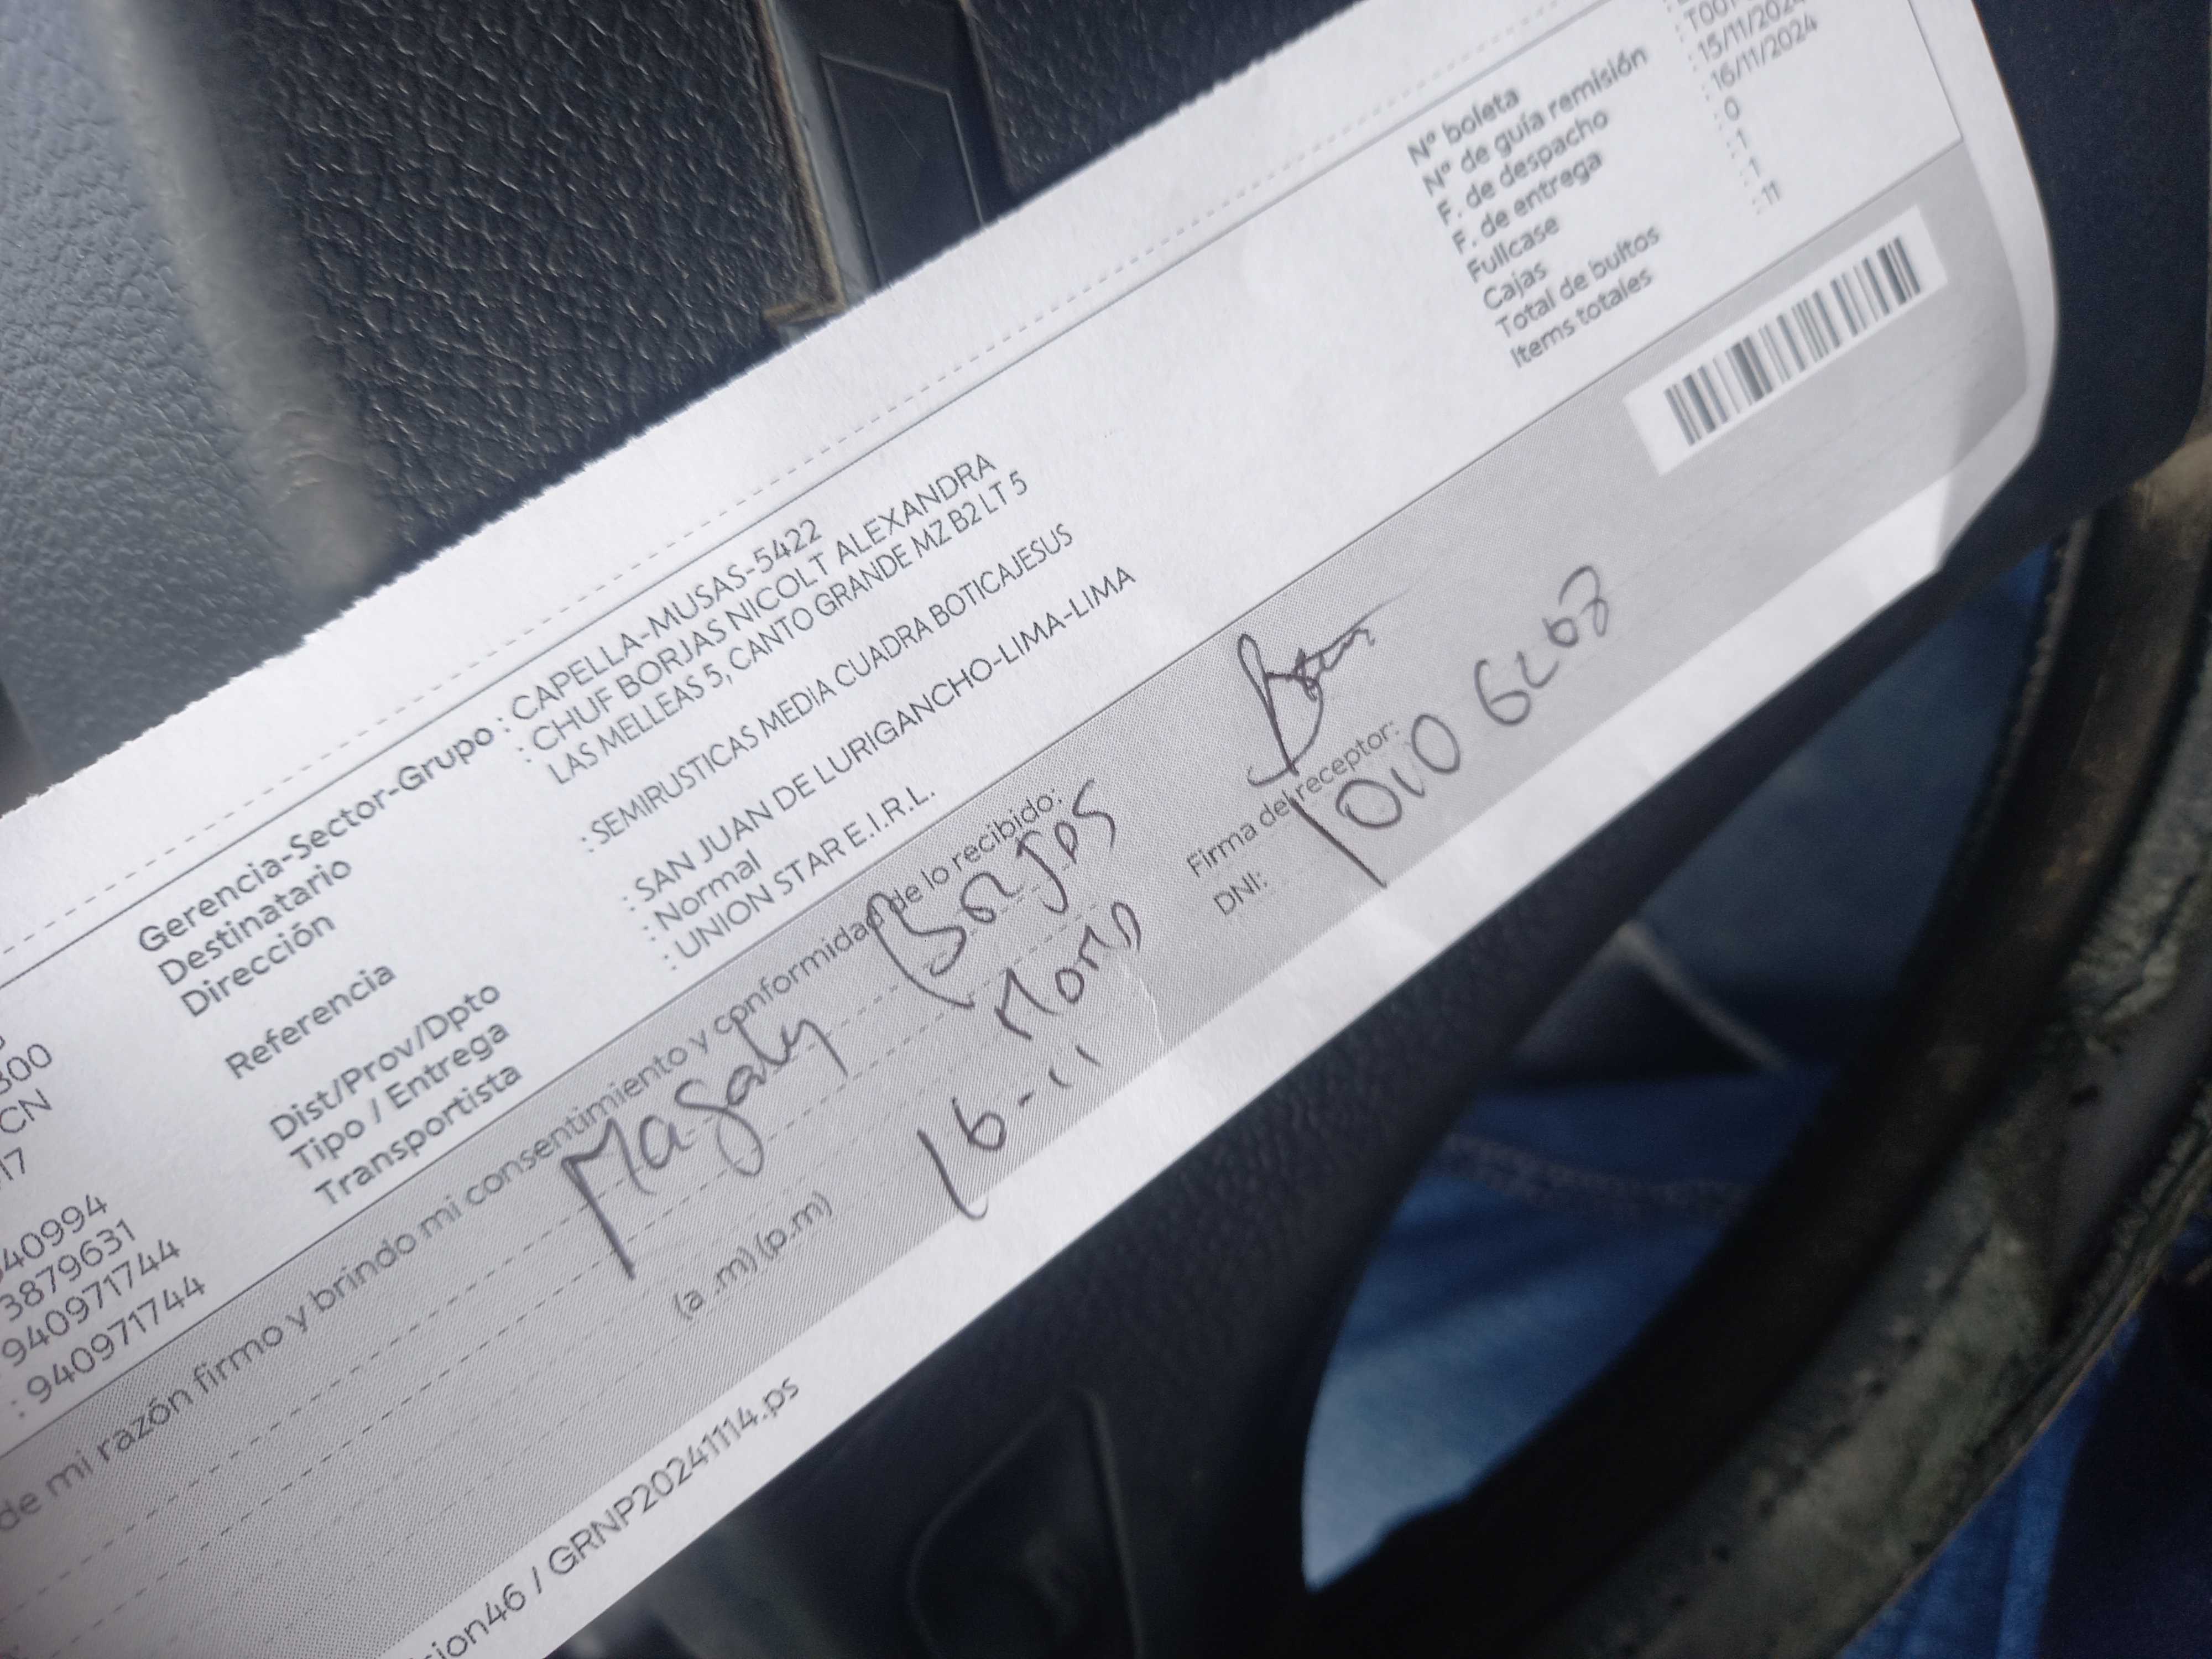 Nº boleta
Nº de guía remisión : T001
F. de despacho : 15/11/2024
F. de entrega : 16/11/2024
Fullcase : 0
Cajas : 1
Total de bultos : 1
Items totales : 11
Gerencia-Sector-Grupo : CAPELLA-MUSAS-5422
Destinatario : CHUF BORJAS NICOLT ALEXANDRA
Dirección LAS MELLEAS 5, CANTO GRANDE MZ B2 LT 5
Referencia : SEMIRUSTICAS MEDIA CUADRA BOTICAJESUS
Dist/Prov/Dpto : SAN JUAN DE LURIGANCHO-LIMA-LIMA
Tipo / Entrega : Normal
Transportista : UNION STAR E.I.R.L.
300
CN
17
40994
3879631
940971744
: 940971744
de mi razón firmo y brindo mi consentimiento y conformidad de lo recibido:
Magaly Borjas
16-11
(a .m) (p.m)
Firma del receptor:
DNI:
sion46 / GRNP20241114.ps